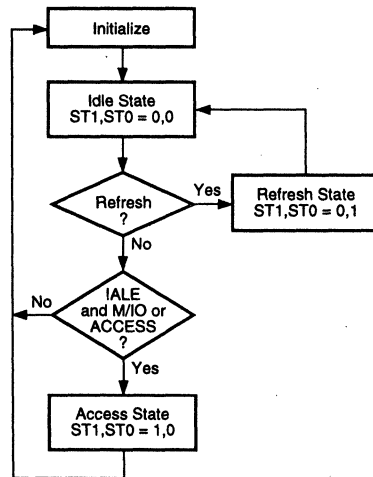 Initialize
Idle State
ST1,ST0 = 0,0
Refresh
?
Yes
Refresh State
ST1,ST0 = 0,1
No
!ALE
and M/IO or
ACCESS
?
No
Yes
Access State
ST1,ST0 = 1,0